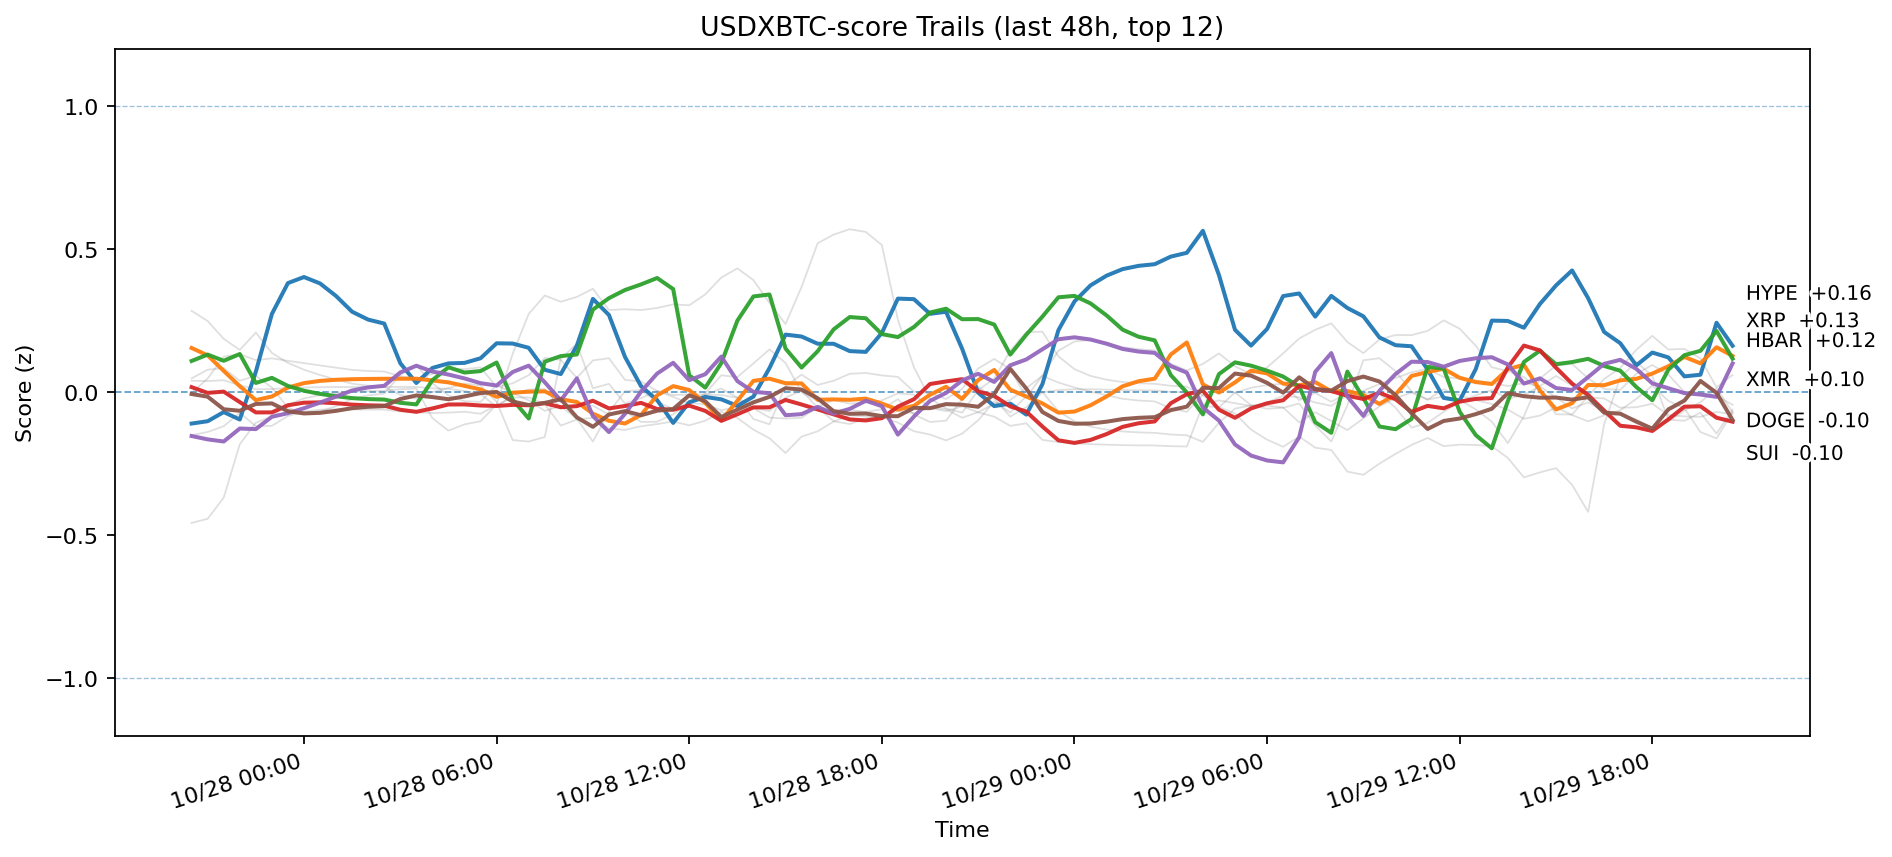 USDXBTC-score Trails (last 48h, top 12)
Score (z)
1.0
0.5
0.0
−0.5
−1.0
HYPE +0.16
XRP +0.13
HBAR +0.12
XMR +0.10
DOGE -0.10
SUI -0.10
10/28 00:00
10/28 06:00
10/28 12:00
10/28 18:00
10/29 00:00
10/29 06:00
10/29 12:00
10/29 18:00
Time